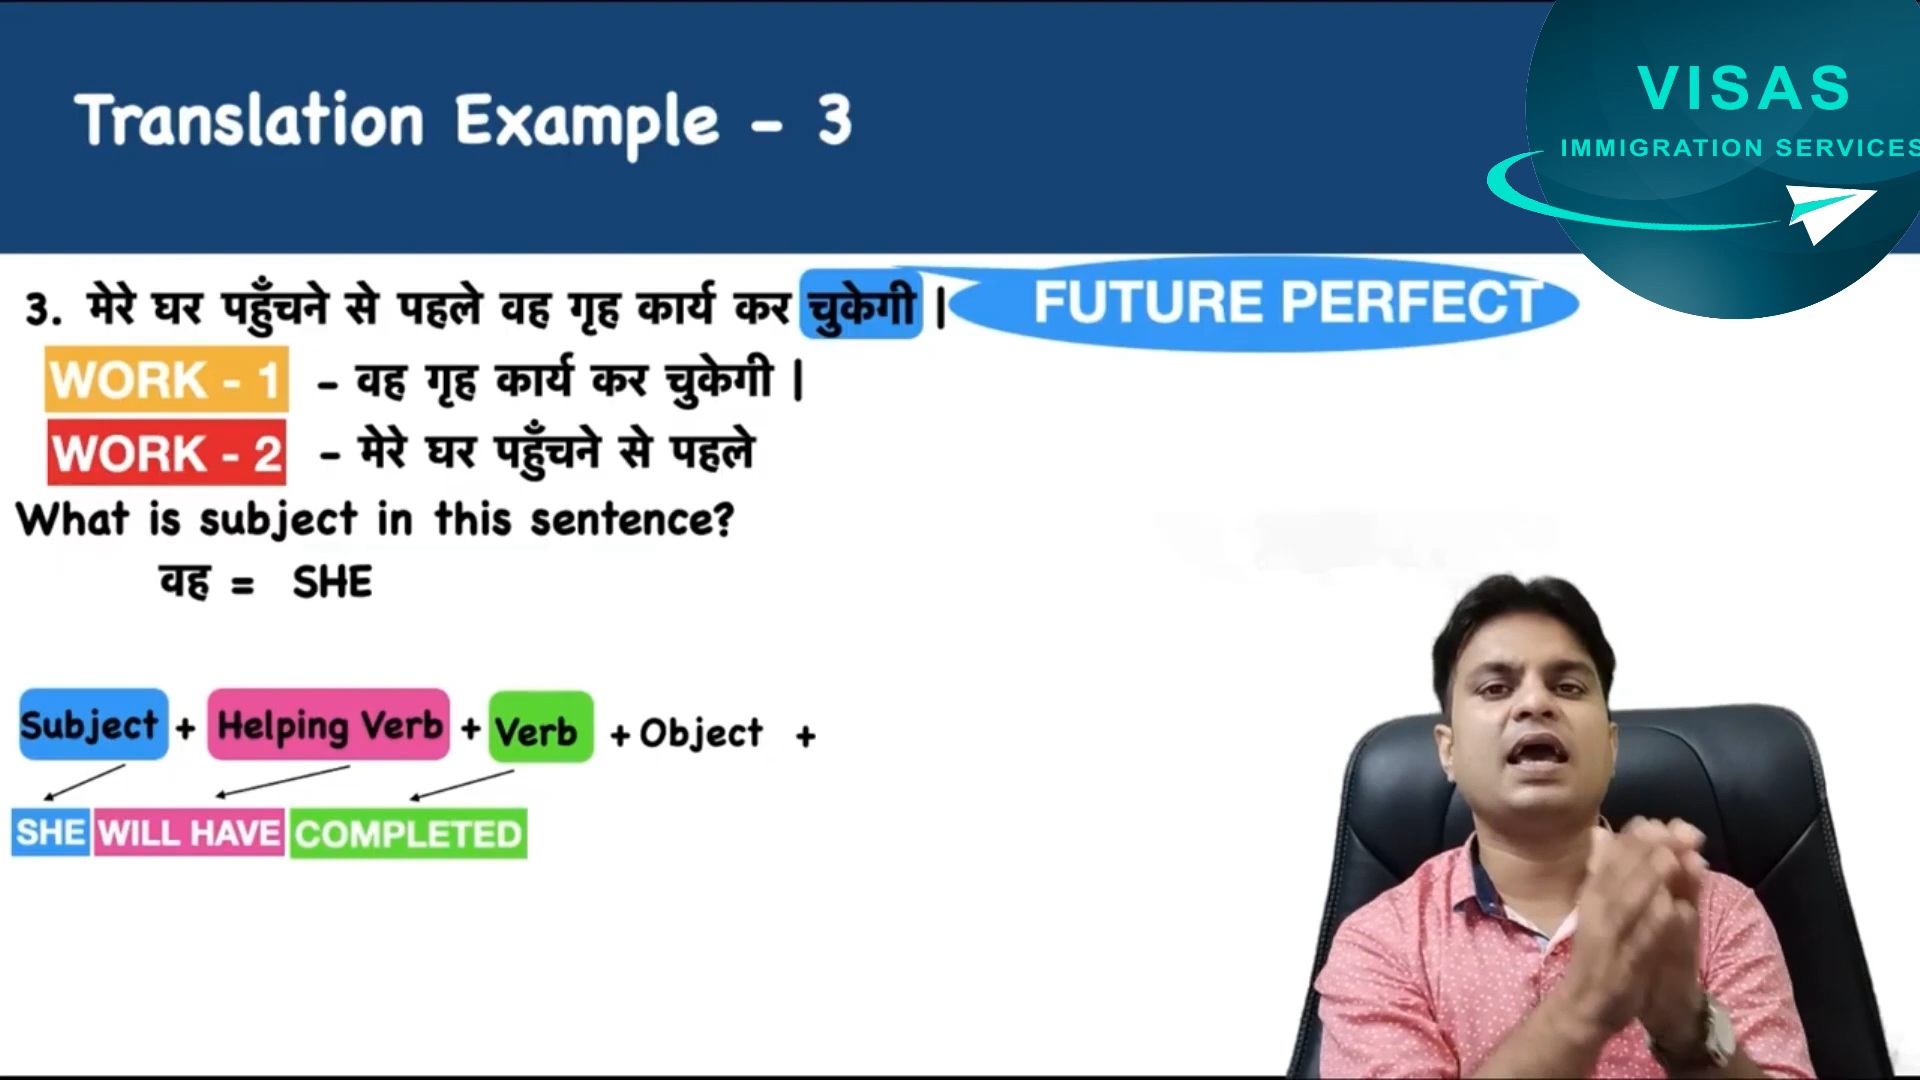 Translation Example - 3
VISAS
IMMIGRATION SERVICES
3. मेरे घर पहुँचने से पहले वह गृह कार्य कर चुकेगी |
FUTURE PERFECT
WORK - 1 - वह गृह कार्य कर चुकेगी |
WORK - 2 - मेरे घर पहुँचने से पहले
What is subject in this sentence?
वह = SHE
Subject + Helping Verb + Verb + Object +
SHE WILL HAVE COMPLETED